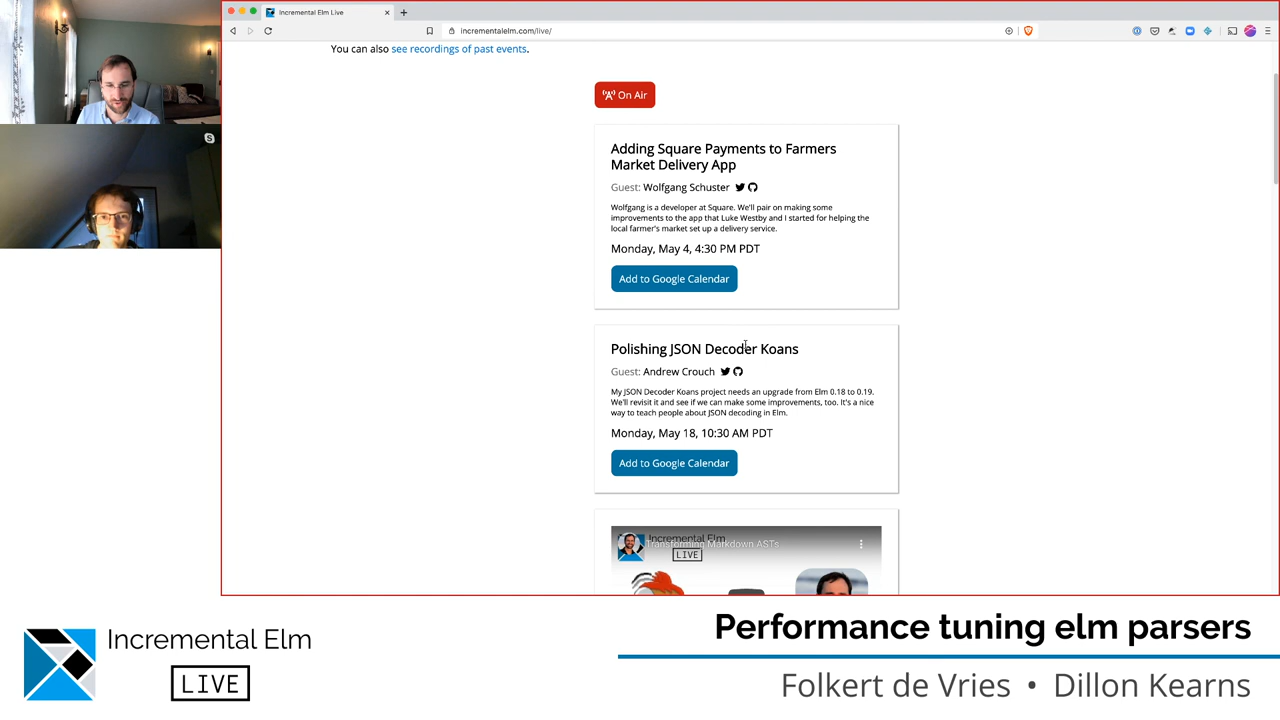 Incremental Elm Live
incrementalelm.com/live/
You can also see recordings of past events.
On Air
Adding Square Payments to Farmers
Market Delivery App
Guest: Wolfgang Schuster
Wolfgang is a developer at Square. We'll pair on making some
improvements to the app that Luke Westby and I started for helping the
local farmer's market set up a delivery service.
Monday, May 4, 4:30 PM PDT
Add to Google Calendar
Polishing JSON Decoder Koans
Guest: Andrew Crouch
My JSON Decoder Koans project needs an upgrade from Elm 0.18 to 0.19.
We'll revisit it and see if we can make some improvements, too. It's a nice
way to teach people about JSON decoding in Elm.
Monday, May 18, 10:30 AM PDT
Add to Google Calendar
Incremental Elm
Transforming Markdown ASTs
LIVE
Performance tuning elm parsers
Incremental Elm
LIVE
Folkert de Vries • Dillon Kearns